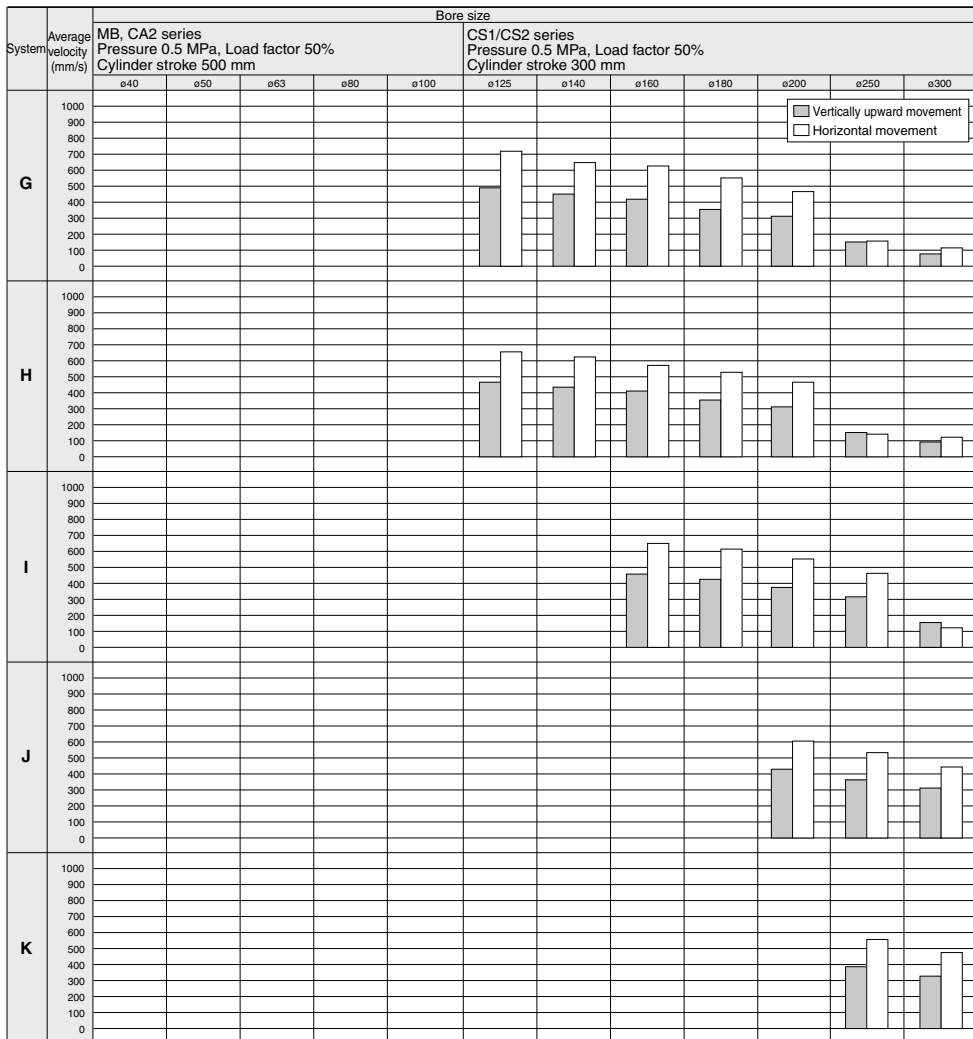 Bore size
System
Average
velocity
(mm/s)
MB, CA2 series
Pressure 0.5 MPa, Load factor 50%
Cylinder stroke 500 mm
CS1/CS2 series
Pressure 0.5 MPa, Load factor 50%
Cylinder stroke 300 mm
ø40 ø50 ø63 ø80 ø100 ø125 ø140 ø160 ø180 ø200 ø250 ø300
Vertically upward movement
Horizontal movement
G
1000
900
800
700
600
500
400
300
200
100
0
H
1000
900
800
700
600
500
400
300
200
100
0
I
1000
900
800
700
600
500
400
300
200
100
0
J
1000
900
800
700
600
500
400
300
200
100
0
K
1000
900
800
700
600
500
400
300
200
100
0